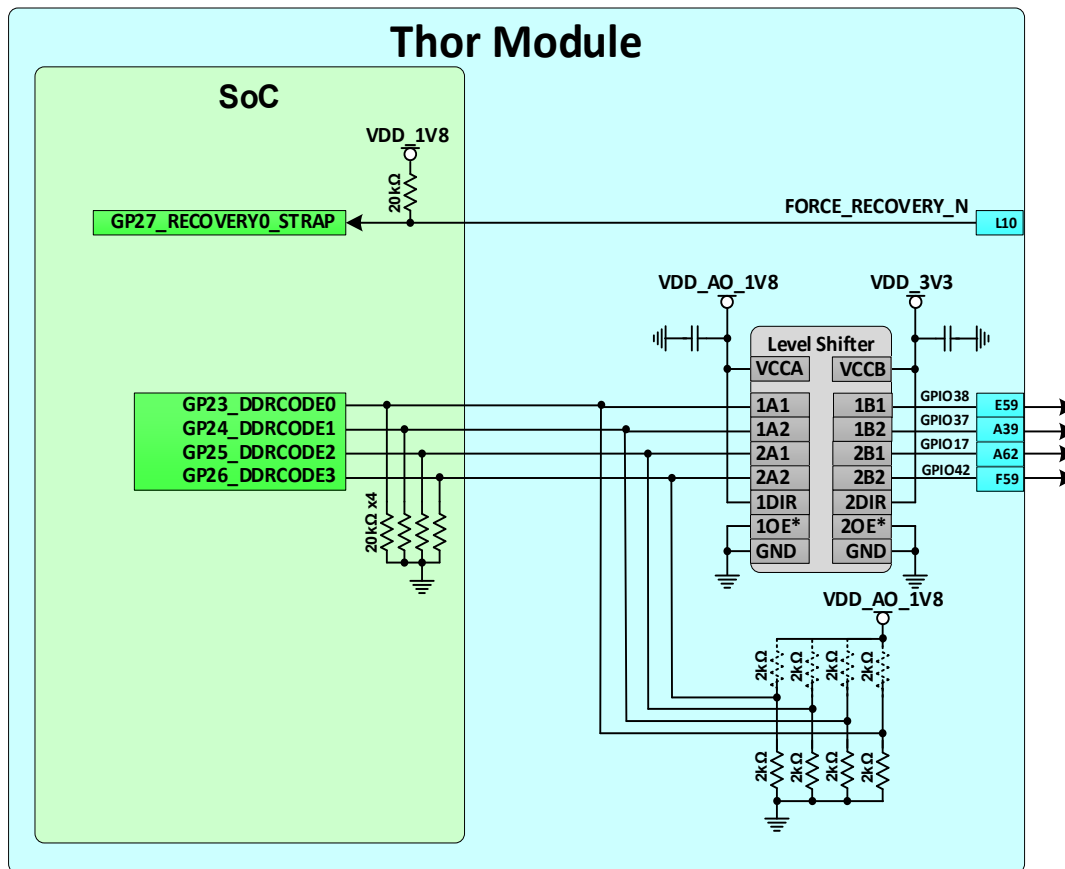 Thor Module
SoC
VDD_1V8
20kΩ
GP27_RECOVERY0_STRAP
FORCE_RECOVERY_N
L10
VDD_AO_1V8
VDD_3V3
Level Shifter
VCCA
VCCB
GP23_DDRCODE0
1A1
1B1
GPIO38
E59
GP24_DDRCODE1
1A2
1B2
GPIO37
A39
GP25_DDRCODE2
2A1
2B1
GPIO17
A62
GP26_DDRCODE3
2A2
2B2
GPIO42
F59
20kΩ x4
1DIR
2DIR
1OE*
2OE*
GND
GND
VDD_AO_1V8
2kΩ
2kΩ
2kΩ
2kΩ
2kΩ
2kΩ
2kΩ
2kΩ